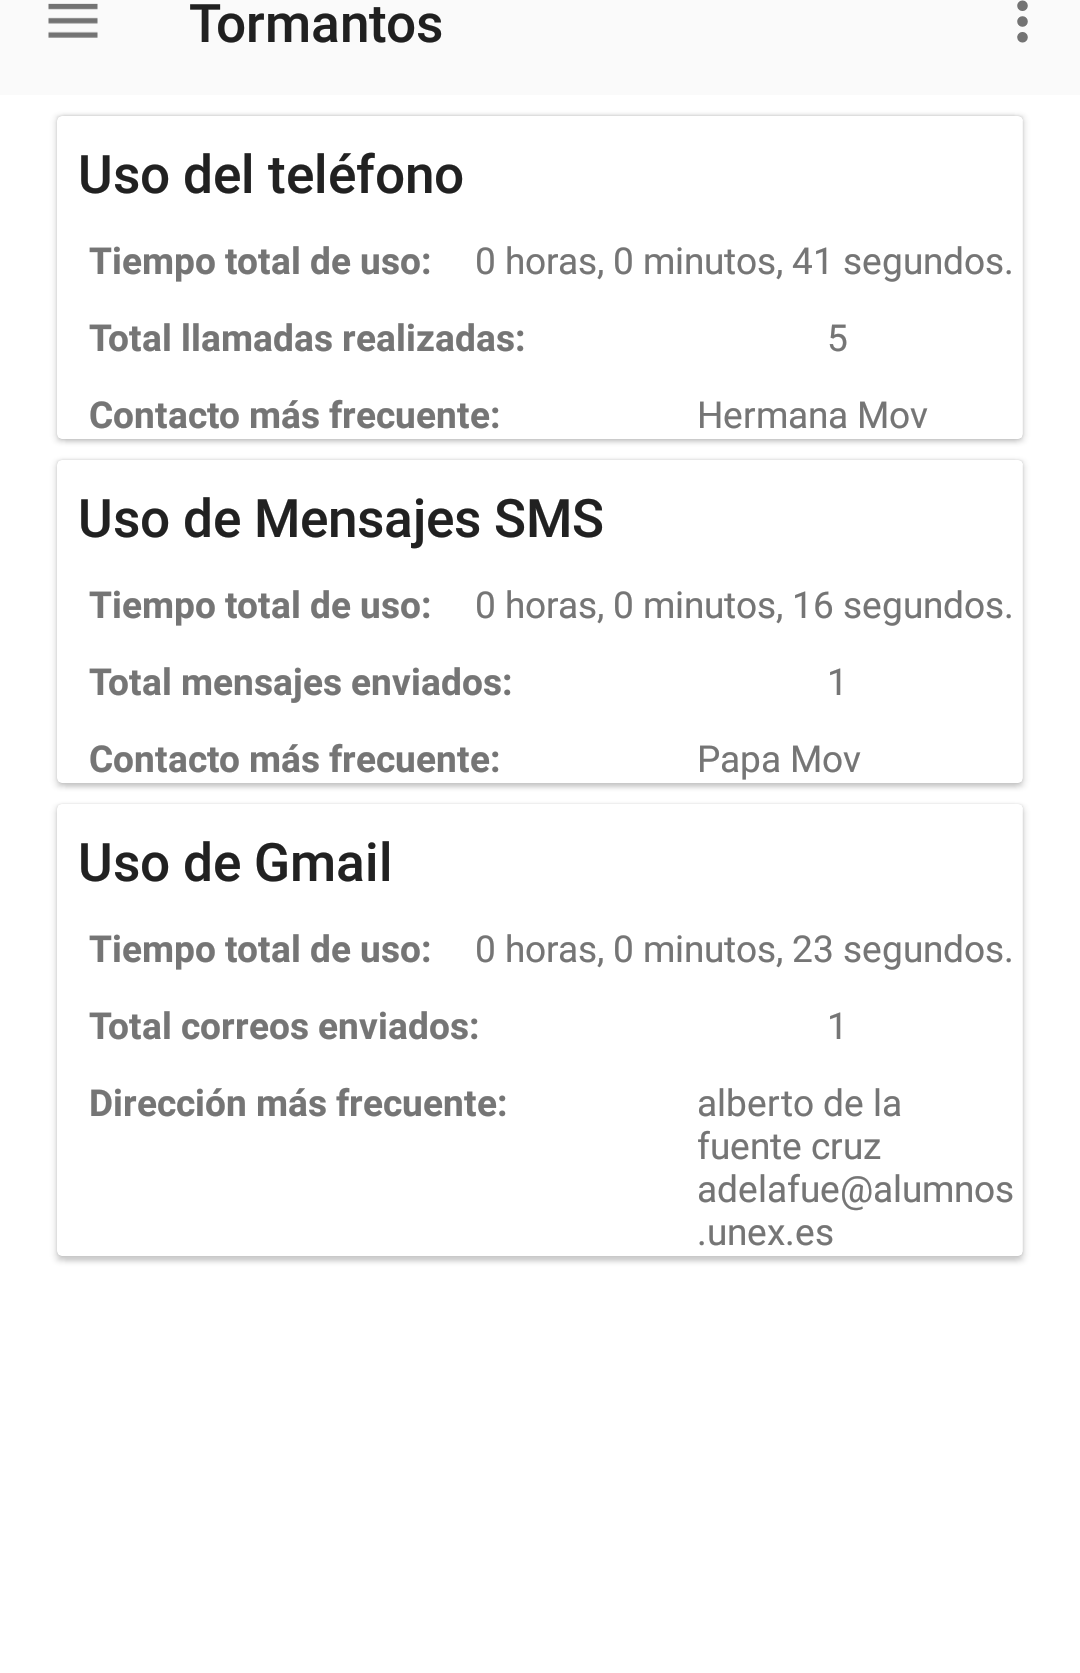 Tormantos
Uso del teléfono
Tiempo total de uso: 0 horas, 0 minutos, 41 segundos.
Total llamadas realizadas: 5
Contacto más frecuente: Hermana Mov
Uso de Mensajes SMS
Tiempo total de uso: 0 horas, 0 minutos, 16 segundos.
Total mensajes enviados: 1
Contacto más frecuente: Papa Mov
Uso de Gmail
Tiempo total de uso: 0 horas, 0 minutos, 23 segundos.
Total correos enviados: 1
Dirección más frecuente: alberto de la
fuente cruz
adelafue@alumnos
.unex.es